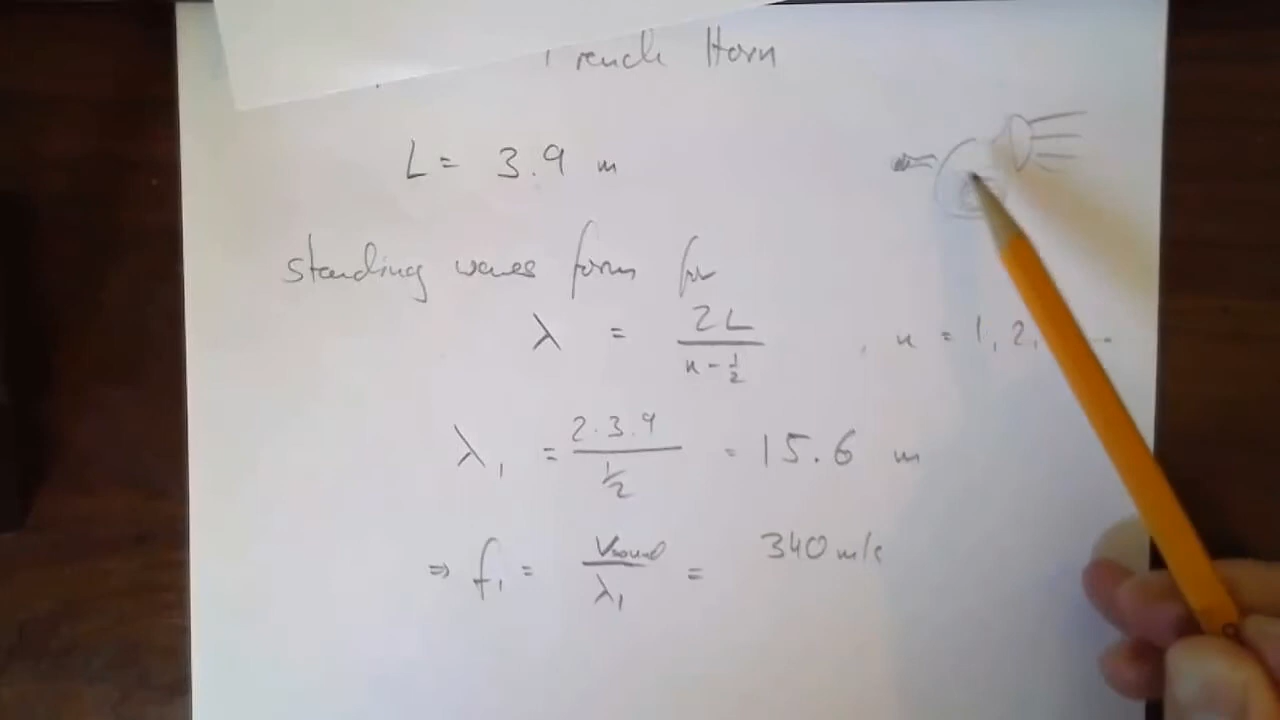 French Horn
L = 3.9 m
standing waves form for
λ = 2L / (n - 1/2) , n = 1, 2, ...
λ₁ = 2·3.9 / (1/2) = 15.6 m
⇒ f₁ = Vsound / λ₁ = 340 m/s